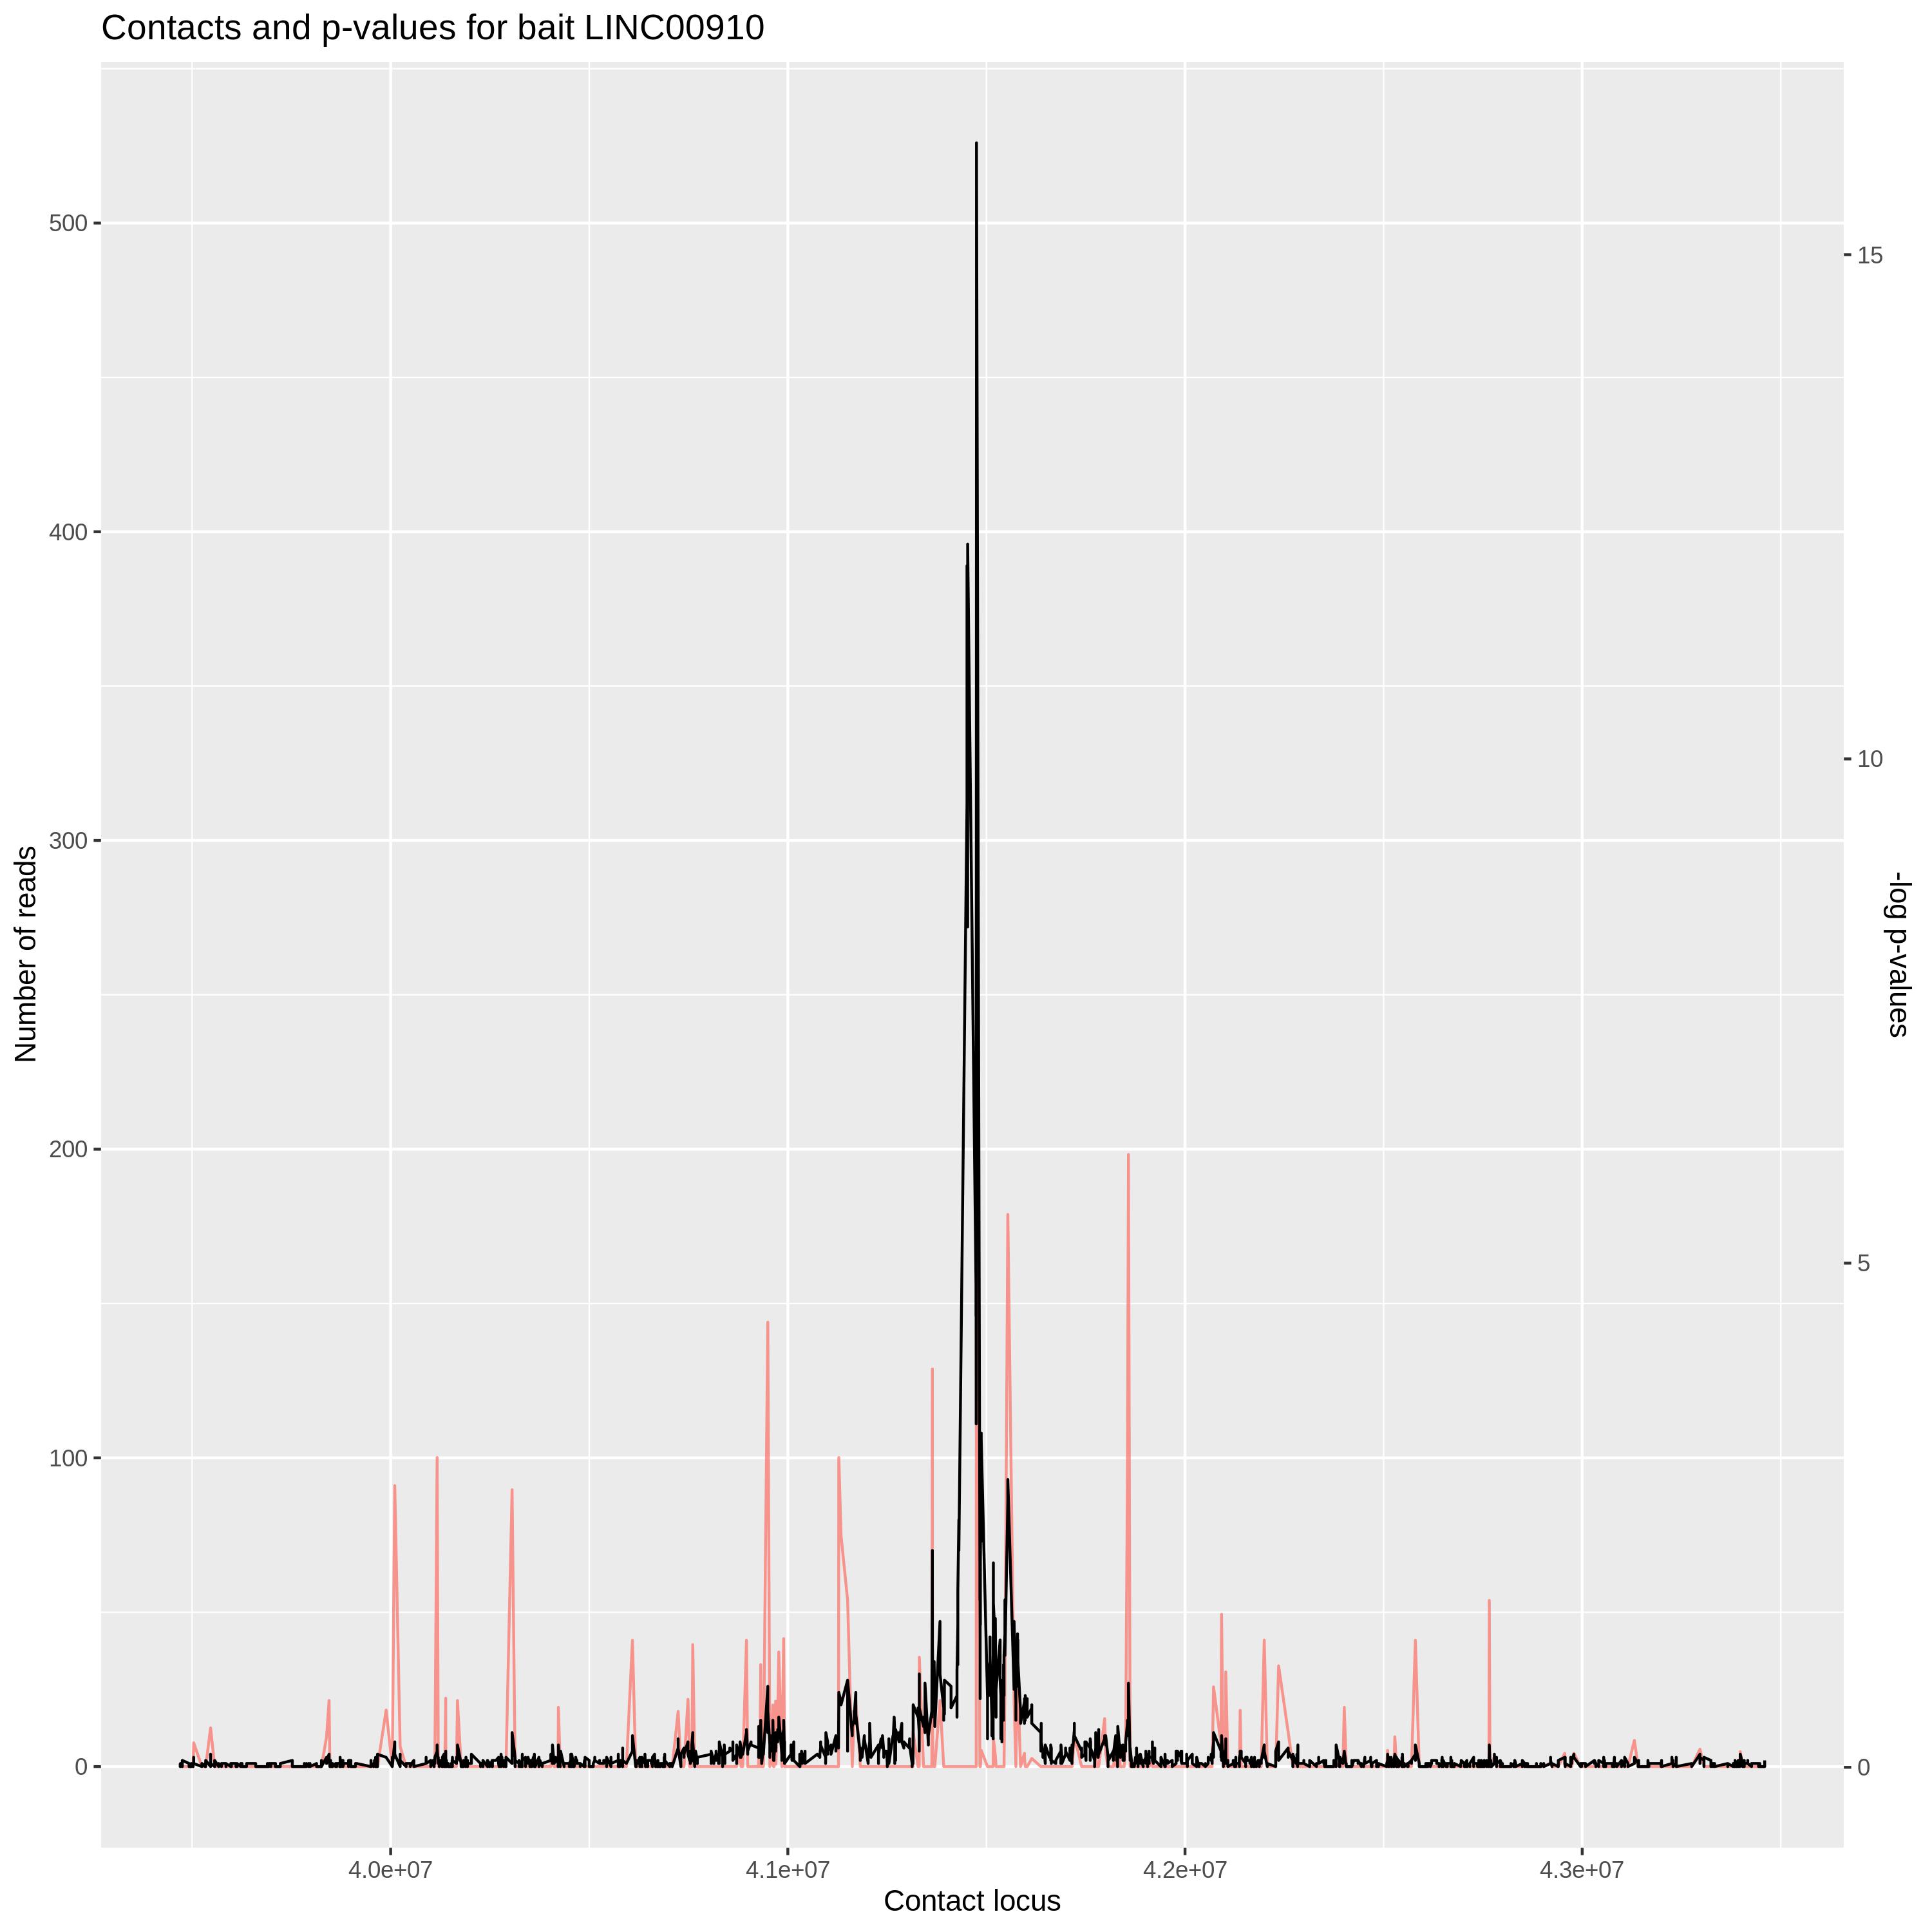 Contacts and p-values for bait LINC00910
500
400
300
200
100
0
Number of reads
15
10
5
0
-log p-values
4.0e+07
4.1e+07
4.2e+07
4.3e+07
Contact locus